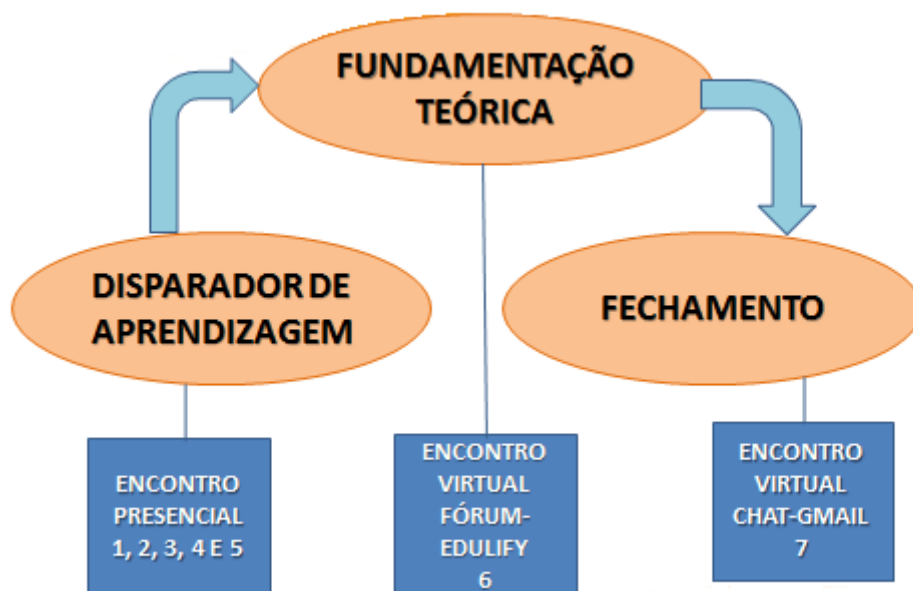 FUNDAMENTAÇÃO
TEÓRICA
DISPARADOR DE
APRENDIZAGEM
FECHAMENTO
ENCONTRO
PRESENCIAL
1, 2, 3, 4 E 5
ENCONTRO
VIRTUAL
FÓRUM-
EDULIFY
6
ENCONTRO
VIRTUAL
CHAT-GMAIL
7